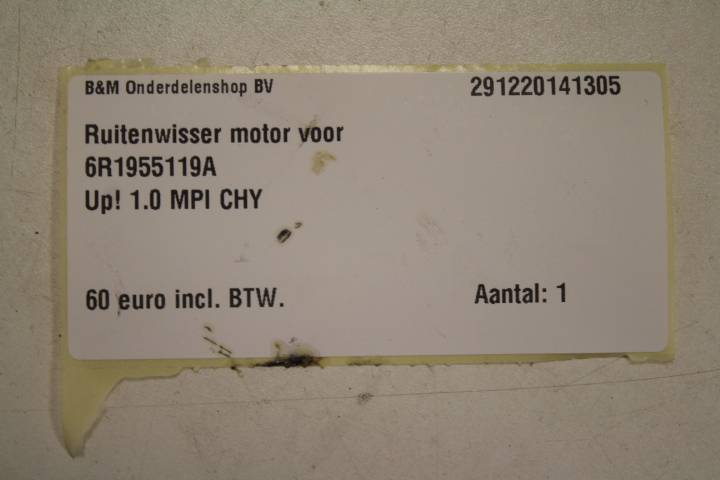 B&M Onderdelenshop BV 291220141305
Ruitenwisser motor voor
6R1955119A
Up! 1.0 MPI CHY
60 euro incl. BTW. Aantal: 1